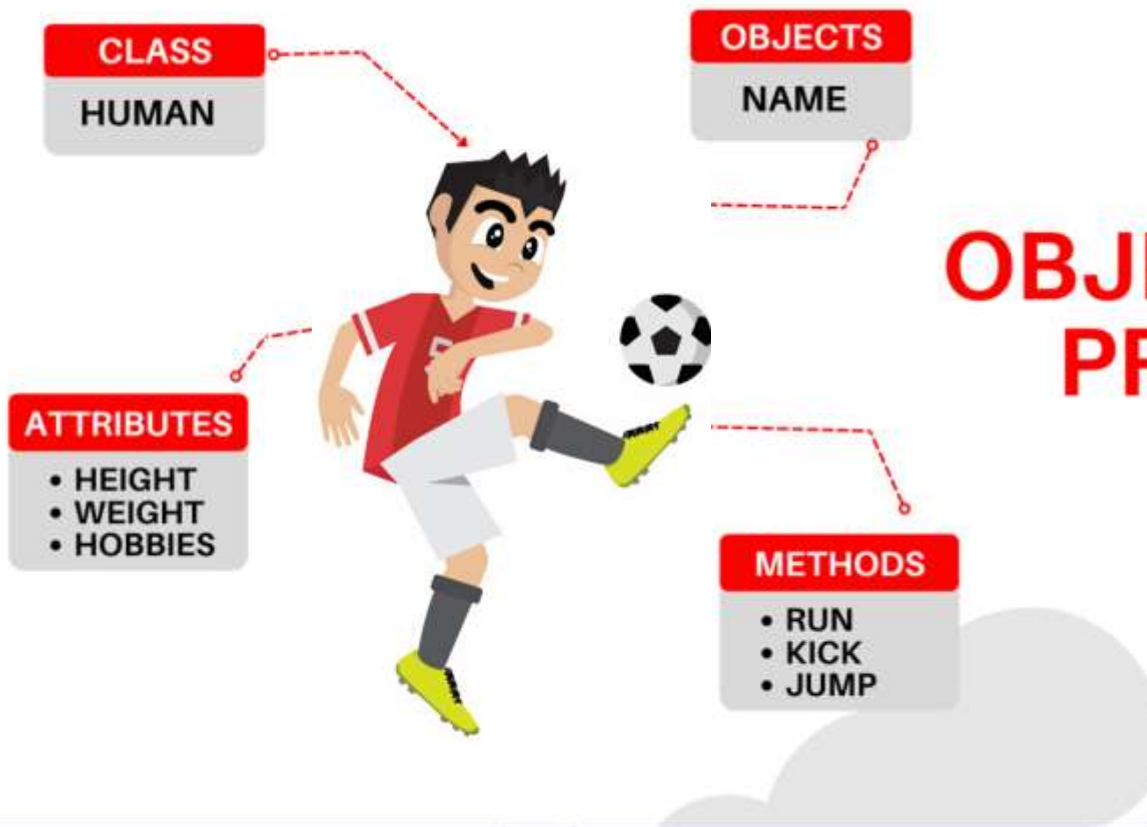 CLASS
HUMAN
OBJECTS
NAME
ATTRIBUTES
• HEIGHT
• WEIGHT
• HOBBIES
METHODS
• RUN
• KICK
• JUMP